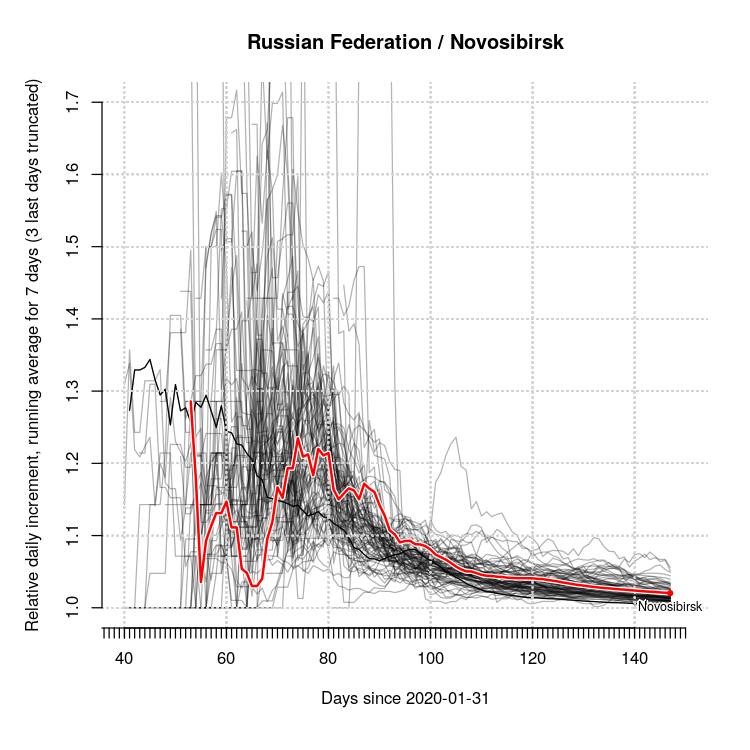 Russian Federation / Novosibirsk
Relative daily increment, running average for 7 days (3 last days truncated)
1.7
1.6
1.5
1.4
1.3
1.2
1.1
1.0
Novosibirsk
40 60 80 100 120 140
Days since 2020-01-31